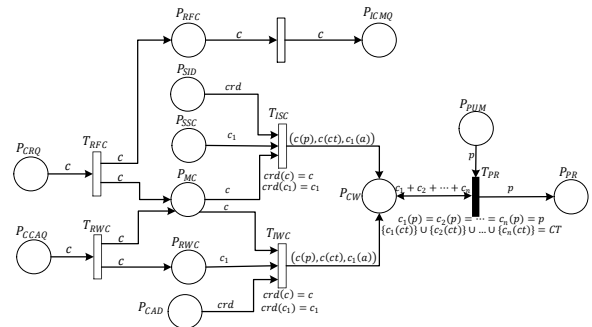 P_RFC
P_ICMQ
c
c
P_SID
crd
P_SSC
T_ISC
c_1
(c(p), c(ct), c_1(a))
P_PUM
P_CRQ
T_RFC
c
c
c
crd(c) = c
crd(c_1) = c_1
p
T_PR
P_PR
P_MC
c
c
P_CW
c_1 + c_2 + ⋯ + c_n
p
P_CCAQ
T_RWC
c
c
c
P_RWC
T_IWC
c_1
(c(p), c(ct), c_1(a))
c_1(p) = c_2(p) = ⋯ = c_n(p) = p
{c_1(ct)} ∪ {c_2(ct)} ∪ … ∪ {c_n(ct)} = CT
P_CAD
crd
crd(c) = c
crd(c_1) = c_1